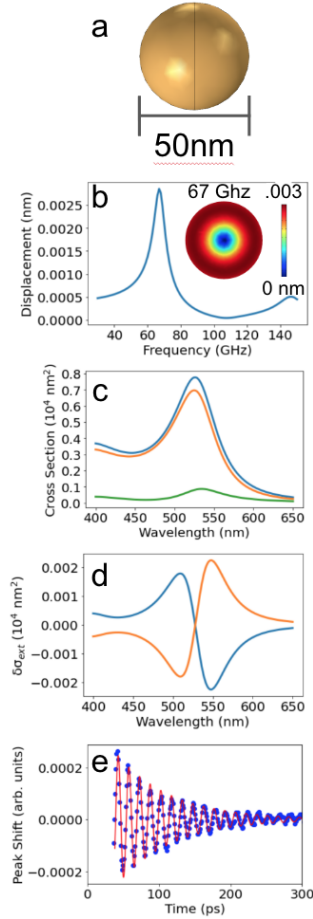 a
50nm
b
67 Ghz
.003
0 nm
Displacement (nm)
0.0025
0.0020
0.0015
0.0010
0.0005
0.0000
40 60 80 100 120 140
Frequency (GHz)
c
Cross Section (10⁴ nm²)
0.8
0.7
0.6
0.5
0.4
0.3
0.2
0.1
0.0
400 450 500 550 600 650
Wavelength (nm)
d
δσext (10⁴ nm²)
0.002
0.001
0.000
−0.001
−0.002
400 450 500 550 600 650
Wavelength (nm)
e
Peak Shift (arb. units)
0.0002
0.0000
−0.0002
0 100 200 300
Time (ps)